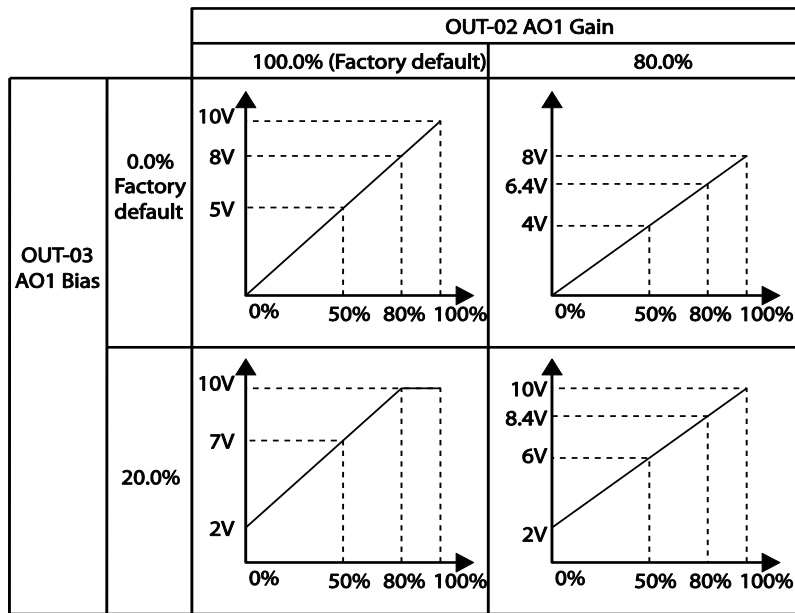 OUT-02 AO1 Gain
100.0% (Factory default)
80.0%
OUT-03
AO1 Bias
0.0%
Factory
default
10V
8V
5V
0%
50%
80%
100%
8V
6.4V
4V
0%
50%
80%
100%
20.0%
10V
7V
2V
0%
50%
80%
100%
10V
8.4V
6V
2V
0%
50%
80%
100%